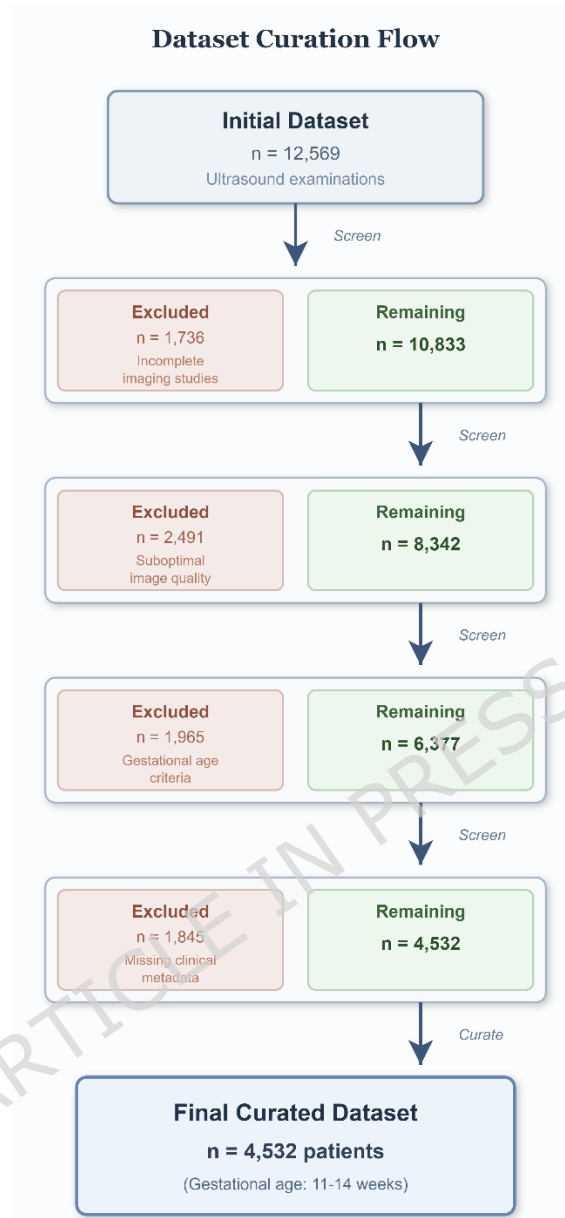 Dataset Curation Flow
Initial Dataset
n = 12,569
Ultrasound examinations
Screen
Excluded
n = 1,736
Incomplete
imaging studies
Remaining
n = 10,833
Screen
Excluded
n = 2,491
Suboptimal
image quality
Remaining
n = 8,342
Screen
Excluded
n = 1,965
Gestational age
criteria
Remaining
n = 6,377
Screen
Excluded
n = 1,845
Missing clinical
metadata
Remaining
n = 4,532
Curate
Final Curated Dataset
n = 4,532 patients
(Gestational age: 11-14 weeks)
ARTICLE IN PRESS